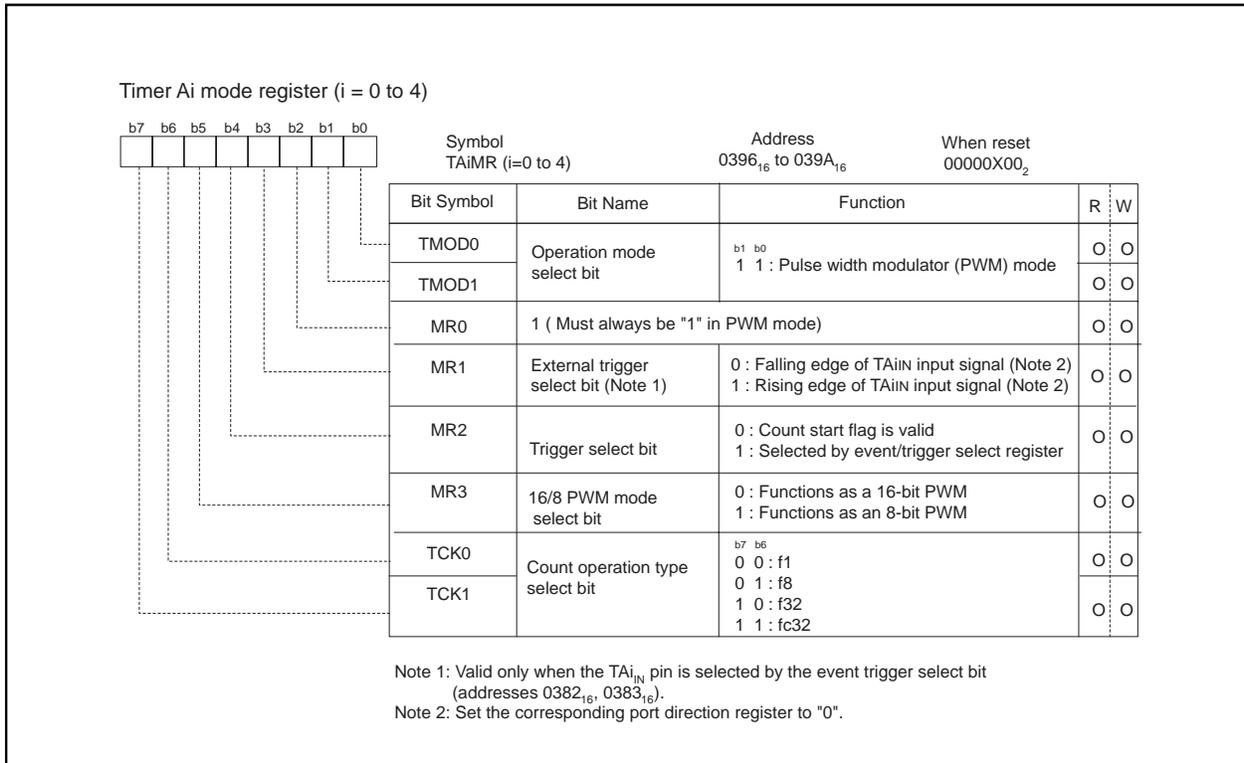 Timer Ai mode register (i = 0 to 4)
b7 b6 b5 b4 b3 b2 b1 b0
Symbol Address When reset
TAiMR (i=0 to 4) 0396₁₆ to 039A₁₆ 00000X00₂
Bit Symbol Bit Name Function R W
TMOD0 Operation mode select bit b1 b0 O O
1 1 : Pulse width modulator (PWM) mode
TMOD1 O O
MR0 1 ( Must always be "1" in PWM mode) O O
MR1 External trigger 0 : Falling edge of TAiIN input signal (Note 2)
select bit (Note 1) 1 : Rising edge of TAiIN input signal (Note 2) O O
MR2 0 : Count start flag is valid
Trigger select bit 1 : Selected by event/trigger select register O O
MR3 16/8 PWM mode 0 : Functions as a 16-bit PWM
select bit 1 : Functions as an 8-bit PWM O O
b7 b6
TCK0 Count operation type 0 0 : f1 O O
TCK1 select bit 0 1 : f8
1 0 : f32 O O
1 1 : fc32
Note 1: Valid only when the TAi_IN pin is selected by the event trigger select bit
(addresses 0382₁₆, 0383₁₆).
Note 2: Set the corresponding port direction register to "0".